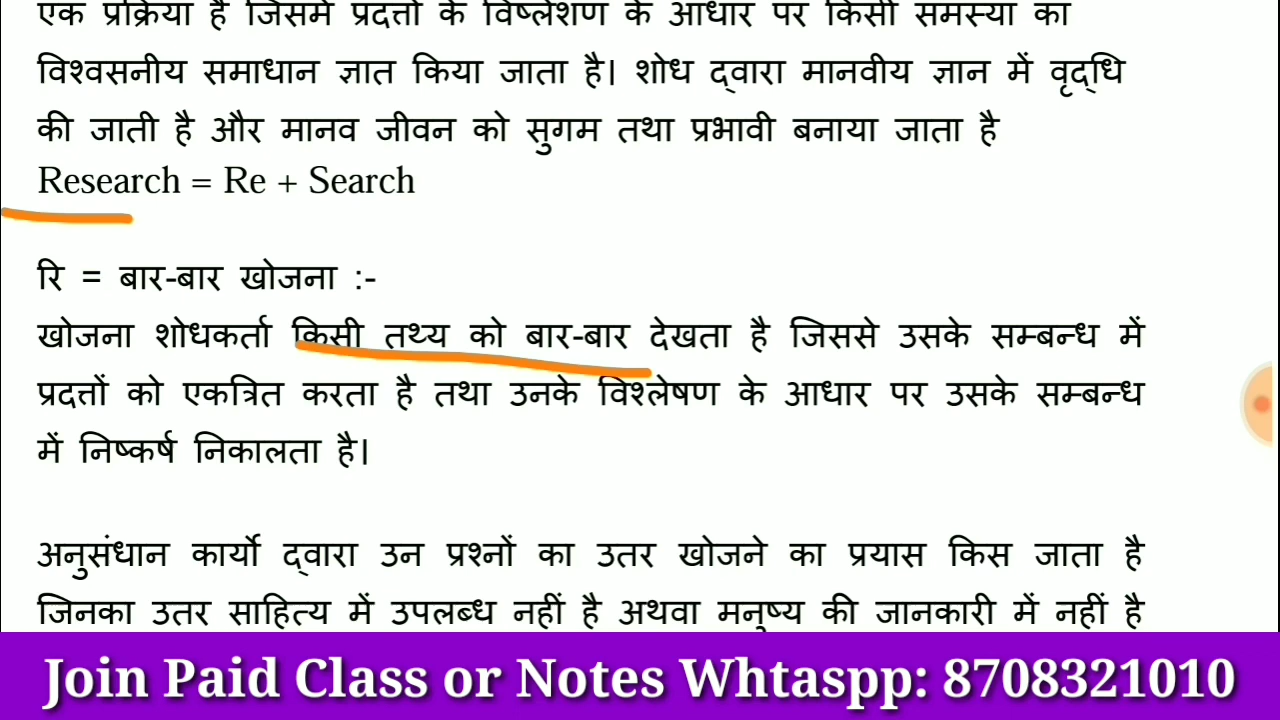 एक प्रक्रिया है जिसमें प्रदत्तों के विष्लेशण के आधार पर किसी समस्या का
विश्वसनीय समाधान ज्ञात किया जाता है। शोध द्वारा मानवीय ज्ञान में वृद्धि
की जाती है और मानव जीवन को सुगम तथा प्रभावी बनाया जाता है
Research = Re + Search
रि = बार-बार खोजना :-
खोजना शोधकर्ता किसी तथ्य को बार-बार देखता है जिससे उसके सम्बन्ध में
प्रदत्तों को एकत्रित करता है तथा उनके विश्लेषण के आधार पर उसके सम्बन्ध
में निष्कर्ष निकालता है।
अनुसंधान कार्यो द्वारा उन प्रश्नों का उतर खोजने का प्रयास किस जाता है
जिनका उतर साहित्य में उपलब्ध नहीं है अथवा मनुष्य की जानकारी में नहीं है
Join Paid Class or Notes Whtaspp: 8708321010